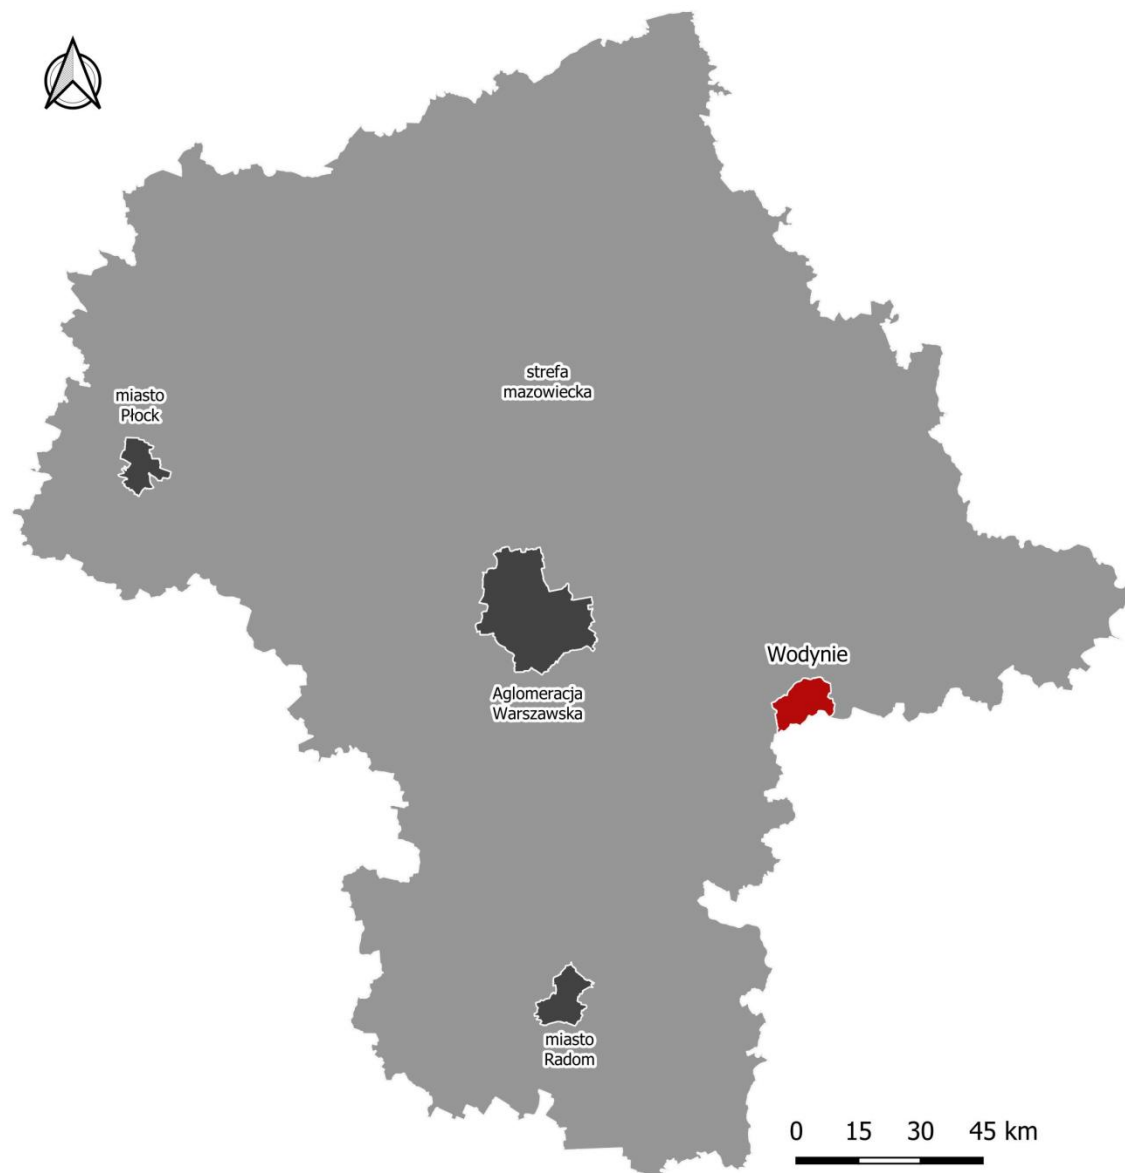 strefa
mazowiecka
miasto
Płock
Wodynie
Aglomeracja
Warszawska
miasto
Radom
0 15 30 45 km